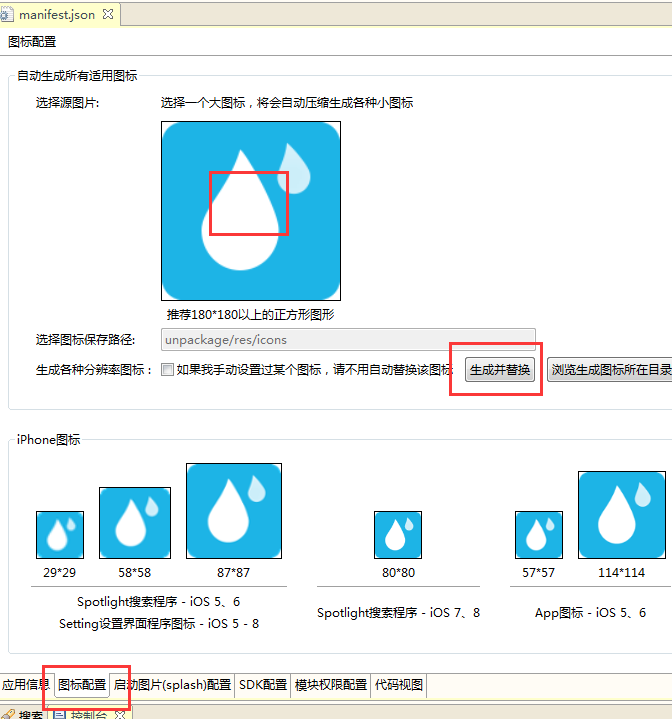 manifest.json
图标配置
自动生成所有适用图标
选择源图片: 选择一个大图标，将会自动压缩生成各种小图标
推荐180*180以上的正方形图形
选择图标保存路径: unpackage/res/icons
生成各种分辨率图标： 如果我手动设置过某个图标，请不用自动替换该图标 生成并替换 浏览生成图标所在目录
iPhone图标
29*29 58*58 87*87 80*80 57*57 114*114
Spotlight搜索程序 - iOS 5、6
Setting设置界面程序图标 - iOS 5 - 8
Spotlight搜索程序 - iOS 7、8
App图标 - iOS 5、6
应用信息 图标配置 启动图片(splash)配置 SDK配置 模块权限配置 代码视图
搜索 控制台